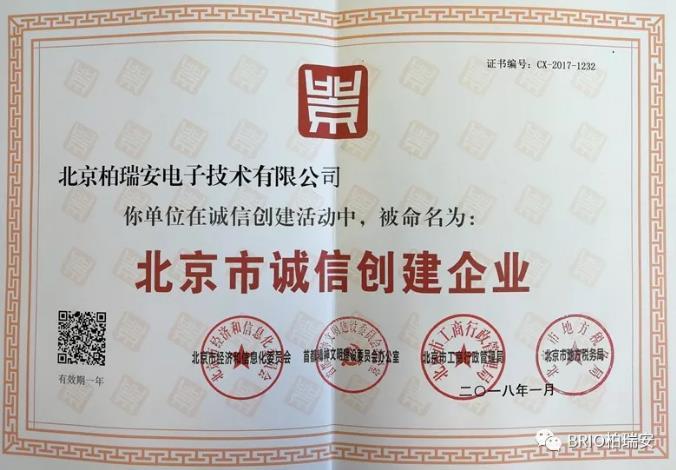 证书编号：CX-2017-1232
北京柏瑞安电子技术有限公司
你单位在诚信创建活动中，被命名为：
北京市诚信创建企业
北京市经济和信息化委员会
首都精神文明建设委员会办公室
北京市工商行政管理局
北京市地方税务局
有效期一年
二〇一八年一月
BRIO柏瑞安